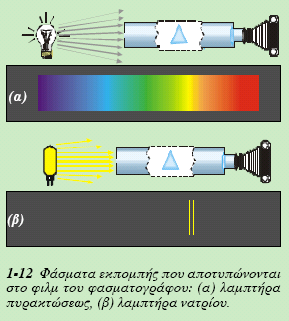 (α)
(β)
1-12 Φάσματα εκπομπής που αποτυπώνονται
στο φιλμ του φασματογράφου: (α) λαμπτήρα
πυρακτώσεως, (β) λαμπτήρα νατρίου.